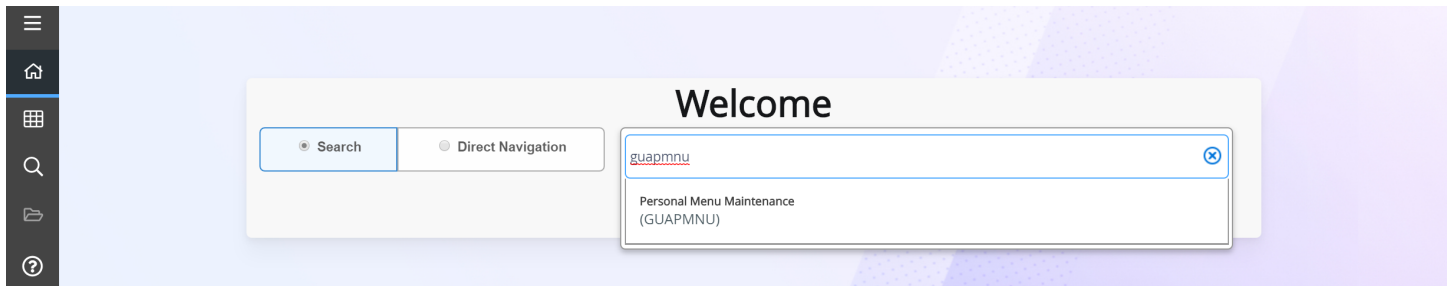 Welcome
Search
Direct Navigation
guapmnu
Personal Menu Maintenance
(GUAPMNU)